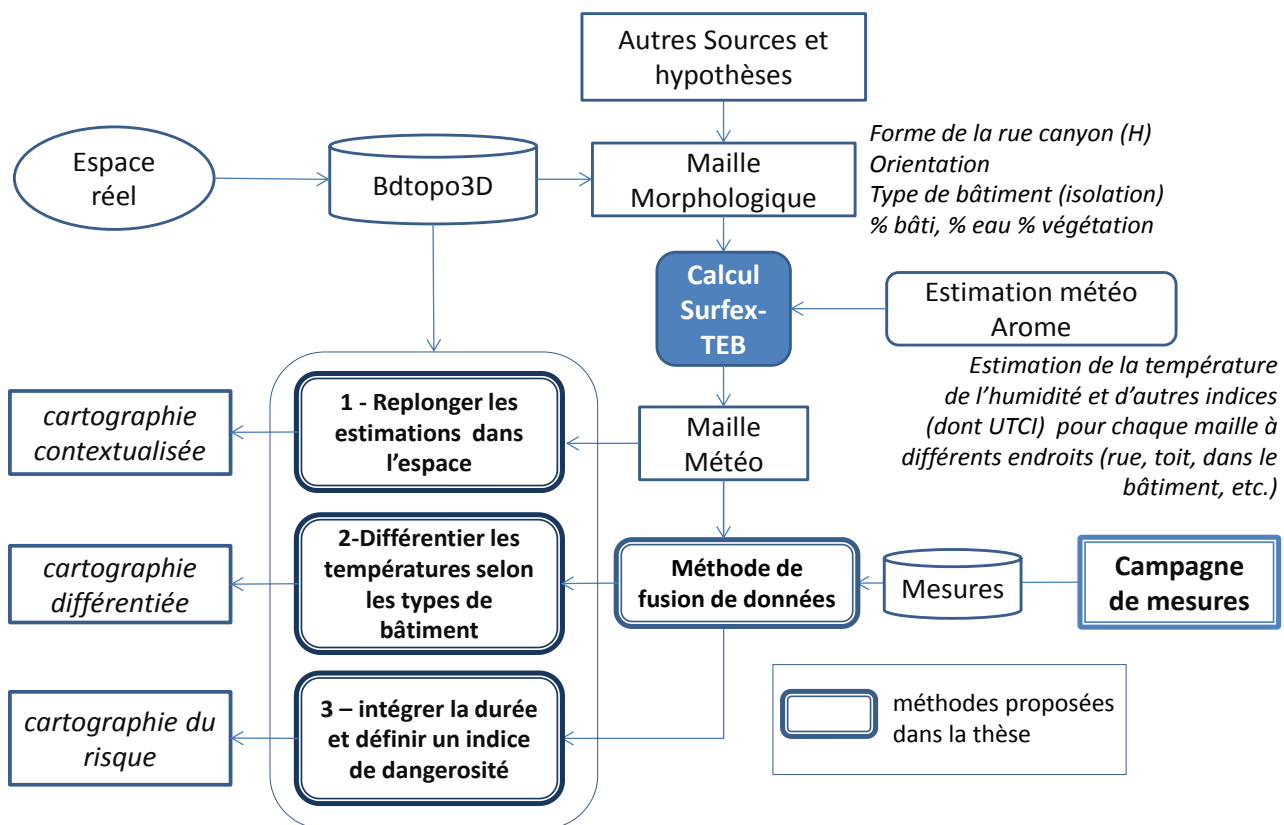 Autres Sources et
hypothèses
Espace
réel
Bdtopo3D
Maille
Morphologique
Forme de la rue canyon (H)
Orientation
Type de bâtiment (isolation)
% bâti, % eau % végétation
Calcul
Surfex-
TEB
Estimation météo
Arome
Estimation de la température
de l’humidité et d’autres indices
(dont UTCI) pour chaque maille à
différents endroits (rue, toit, dans le
bâtiment, etc.)
cartographie
contextualisée
1 - Replonger les
estimations dans
l’espace
Maille
Météo
cartographie
différentiée
2-Différentier les
températures selon
les types de
bâtiment
Méthode de
fusion de données
Mesures
Campagne
de mesures
cartographie du
risque
3 – intégrer la durée
et définir un indice
de dangerosité
méthodes proposées
dans la thèse